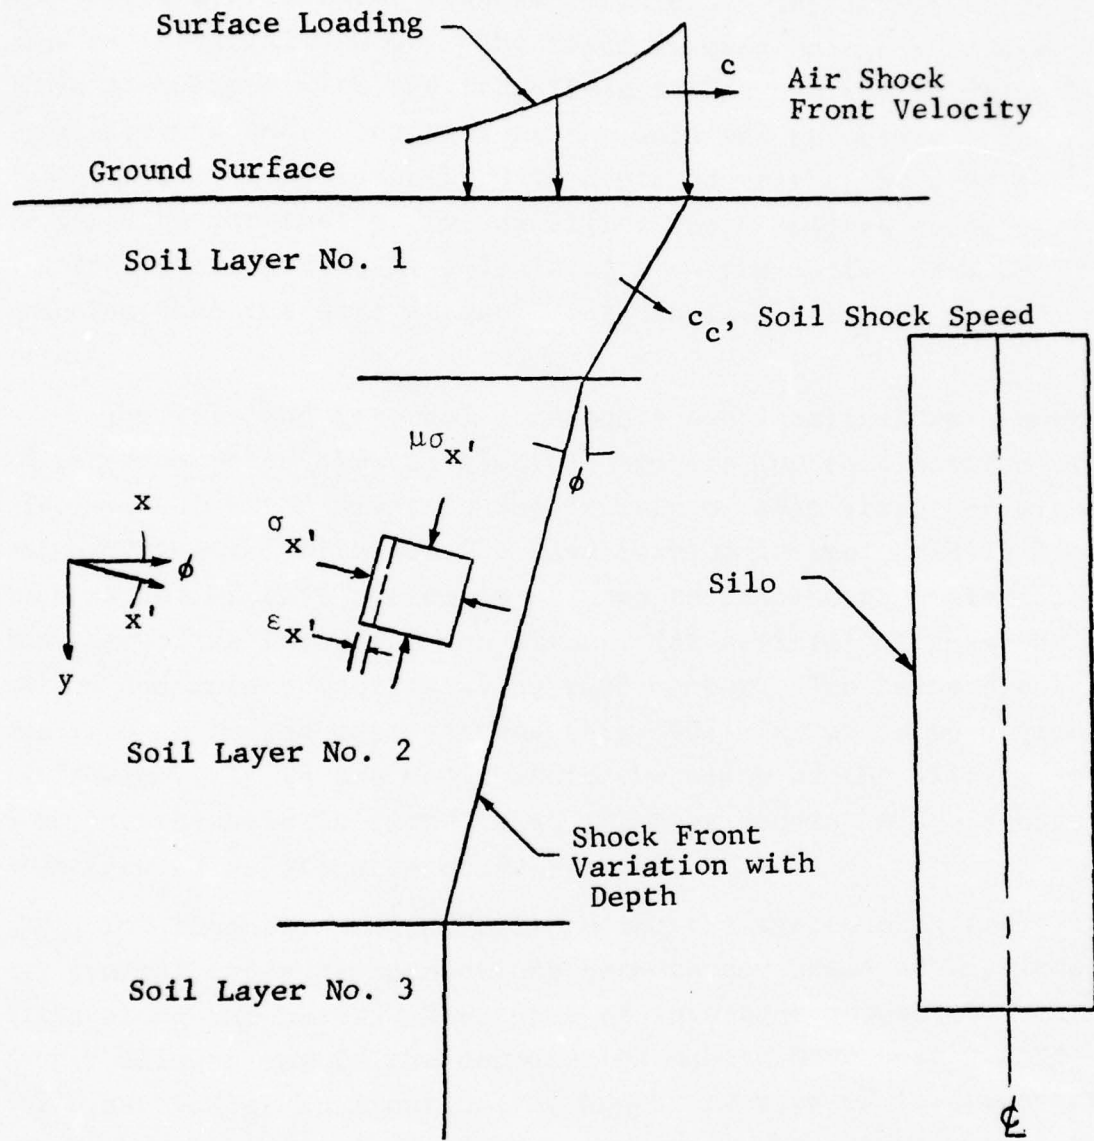 Surface Loading
c
Air Shock
Front Velocity
Ground Surface
Soil Layer No. 1
c_c, Soil Shock Speed
μσ_x'
φ
x
σ_x'
φ
x'
ε_x'
y
Silo
Soil Layer No. 2
Shock Front
Variation with
Depth
Soil Layer No. 3
℄